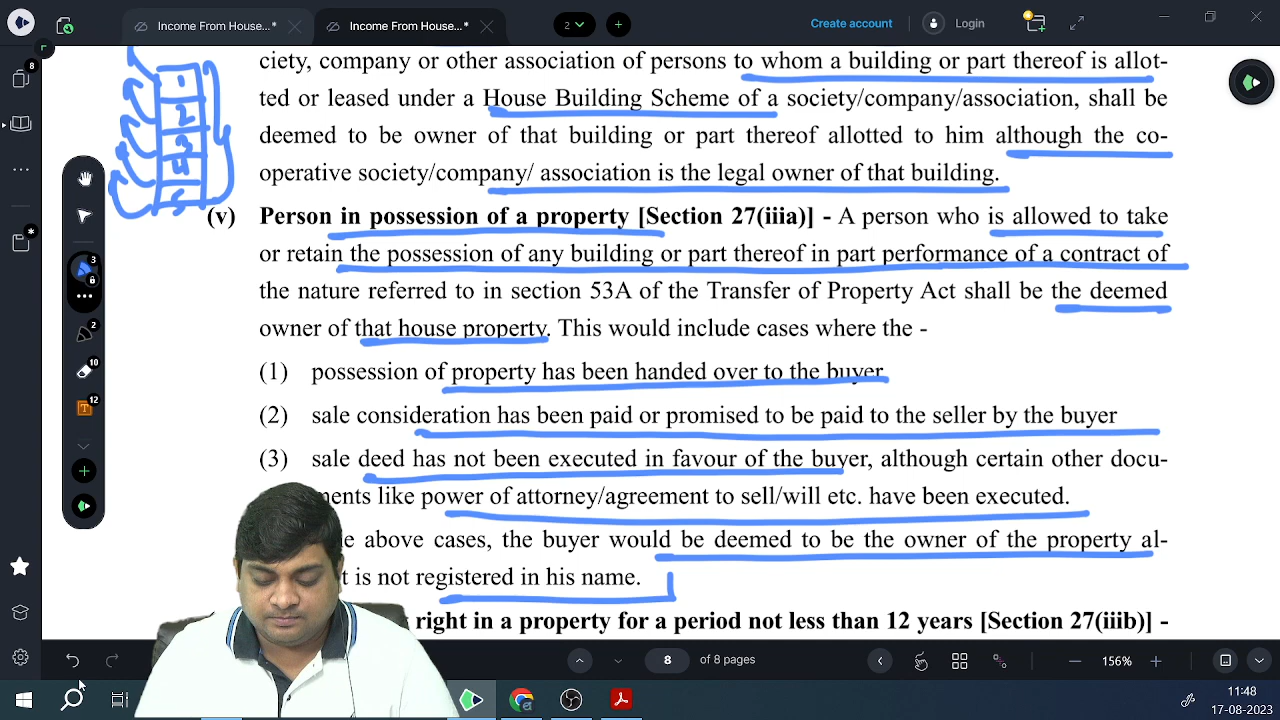 Income From House...*
Income From House...*
2
Create account
Login
ciety, company or other association of persons to whom a building or part thereof is allot-
ted or leased under a House Building Scheme of a society/company/association, shall be
deemed to be owner of that building or part thereof allotted to him although the co-
operative society/company/ association is the legal owner of that building.
(v) Person in possession of a property [Section 27(iiia)] - A person who is allowed to take
or retain the possession of any building or part thereof in part performance of a contract of
the nature referred to in section 53A of the Transfer of Property Act shall be the deemed
owner of that house property. This would include cases where the -
(1) possession of property has been handed over to the buyer
(2) sale consideration has been paid or promised to be paid to the seller by the buyer
(3) sale deed has not been executed in favour of the buyer, although certain other docu-
ments like power of attorney/agreement to sell/will etc. have been executed.
above cases, the buyer would be deemed to be the owner of the property al-
t is not registered in his name.
right in a property for a period not less than 12 years [Section 27(iiib)] -
8
3
2
10
12
8 of 8 pages
156%
11:48
17-08-2023